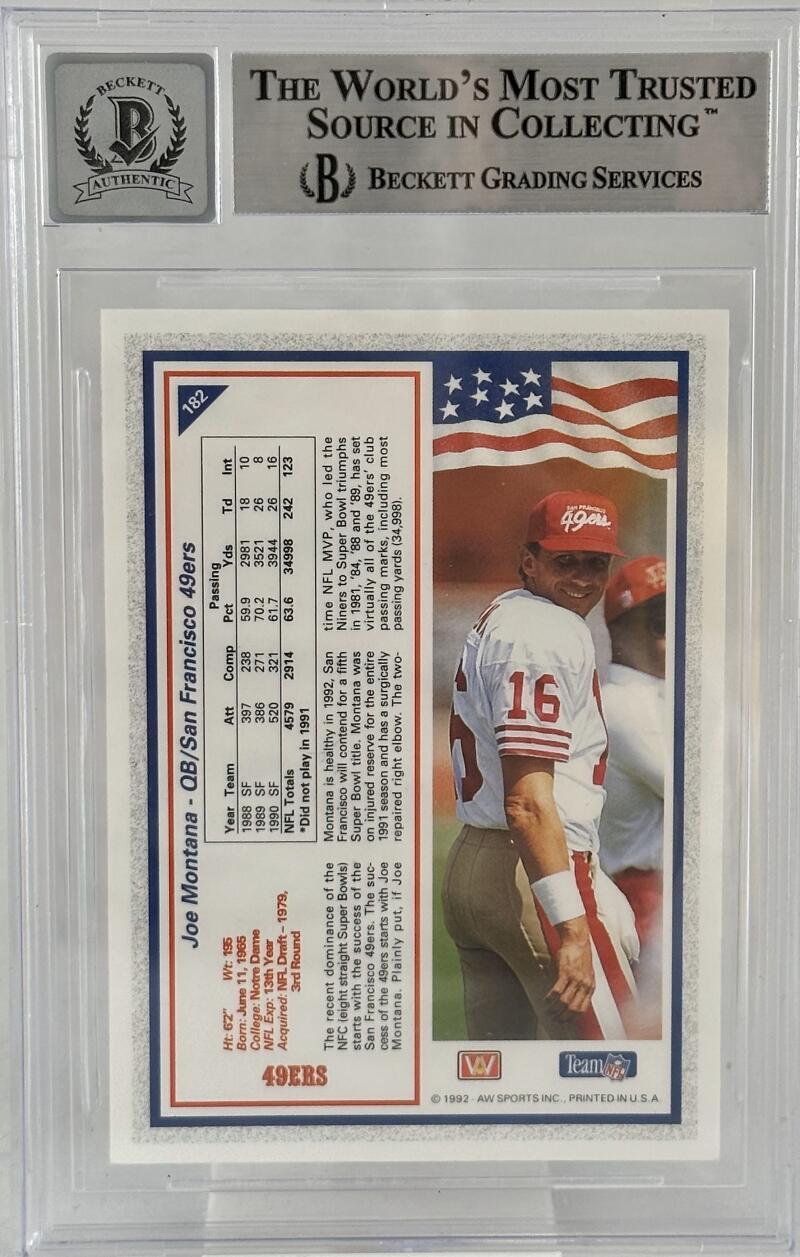 BECKETT
B
AUTHENTIC
THE WORLD'S MOST TRUSTED
SOURCE IN COLLECTING™
B BECKETT GRADING SERVICES
182
Joe Montana - QB/San Francisco 49ers
Ht: 6'2" Wt: 195
Born: June 11, 1965
College: Notre Dame
NFL Exp: 13th Year
Acquired: NFL Draft – 1979,
3rd Round
49ERS
Passing
Year Team Att Comp Pct Yds Td Int
1988 SF 397 238 59.9 2981 18 10
1989 SF 386 271 70.2 3521 26 8
1990 SF 520 321 61.7 3944 26 16
NFL Totals 4579 2914 63.6 34998 242 123
*Did not play in 1991
The recent dominance of the
NFC (eight straight Super Bowls)
starts with the success of the
San Francisco 49ers. The suc-
cess of the 49ers starts with Joe
Montana. Plainly put, if Joe
Montana is healthy in 1992, San
Francisco will contend for a fifth
Super Bowl title. Montana was
on injured reserve for the entire
1991 season and has a surgically
repaired right elbow. The two-
time NFL MVP, who led the
Niners to Super Bowl triumphs
in 1981, '84, '88 and '89, has set
virtually all of the 49ers' club
passing marks, including most
passing yards (34,998).
SAN FRANCISCO
49ers
16
AW
Team NFL
© 1992 - AW SPORTS INC., PRINTED IN U.S.A.